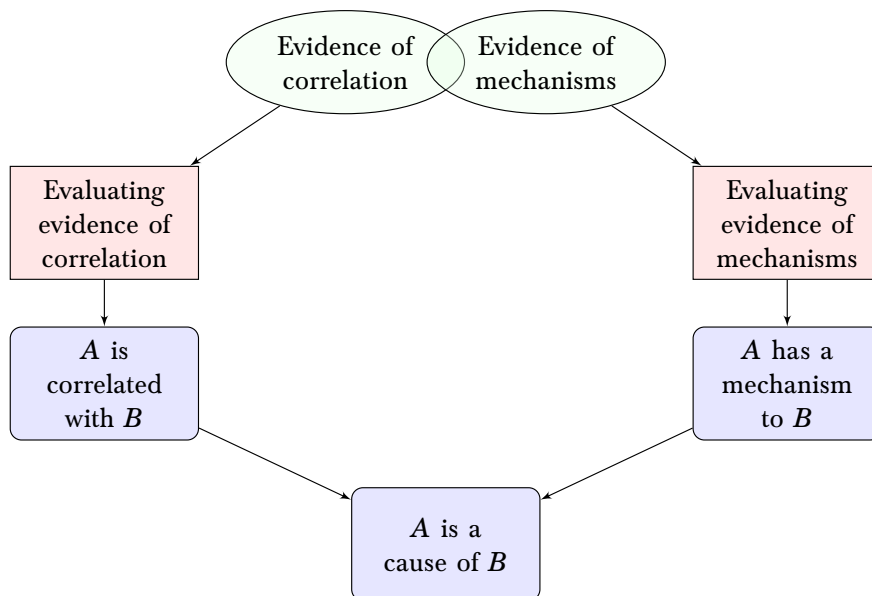 Evidence of
correlation
Evidence of
mechanisms
Evaluating
evidence of
correlation
Evaluating
evidence of
mechanisms
A is
correlated
with B
A has a
mechanism
to B
A is a
cause of B